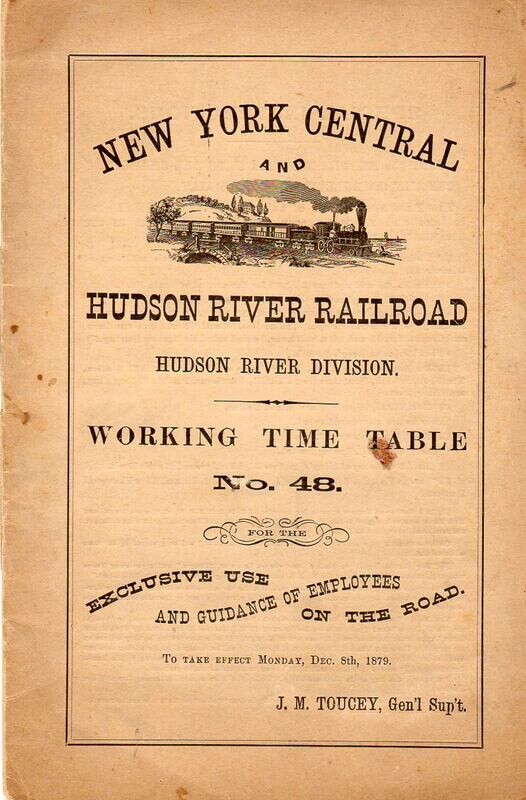 NEW YORK CENTRAL
AND
HUDSON RIVER RAILROAD
HUDSON RIVER DIVISION.
WORKING TIME TABLE
No. 48.
FOR THE
EXCLUSIVE USE
AND GUIDANCE OF EMPLOYEES
ON THE ROAD.
To take effect Monday, Dec. 8th, 1879.
J. M. TOUCEY, Gen'l Sup't.